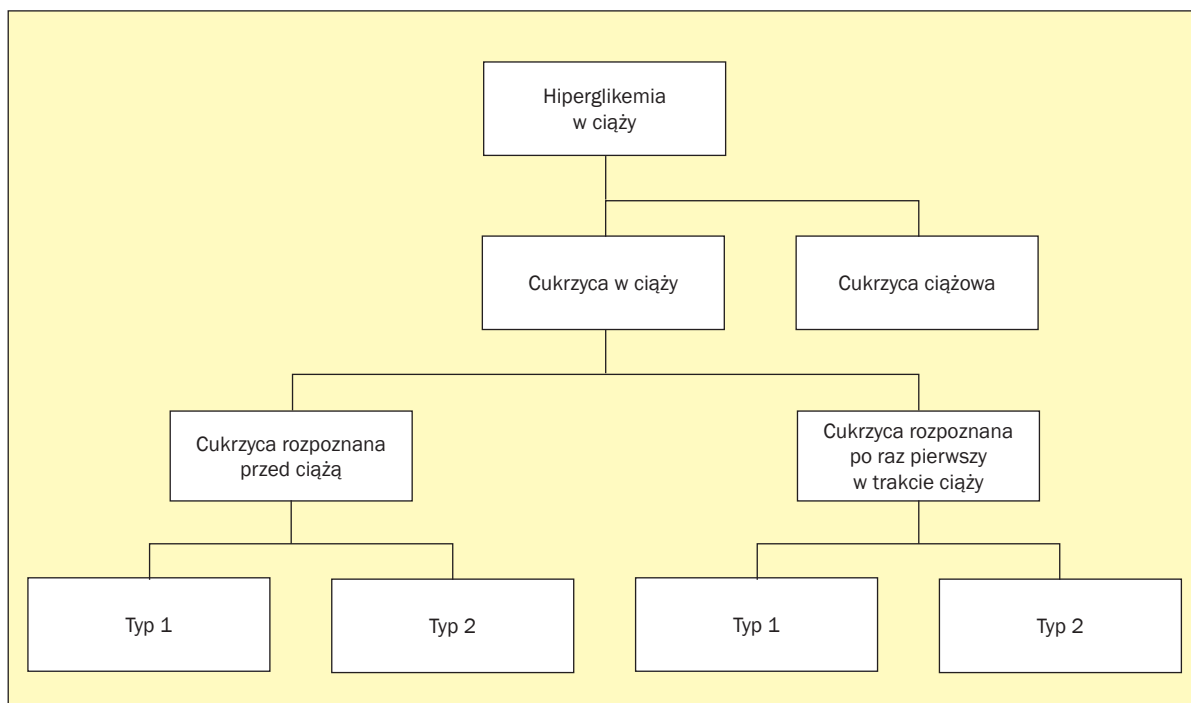 Hiperglikemia
w ciąży
Cukrzyca w ciąży
Cukrzyca ciążowa
Cukrzyca rozpoznana
przed ciążą
Cukrzyca rozpoznana
po raz pierwszy
w trakcie ciąży
Typ 1
Typ 2
Typ 1
Typ 2